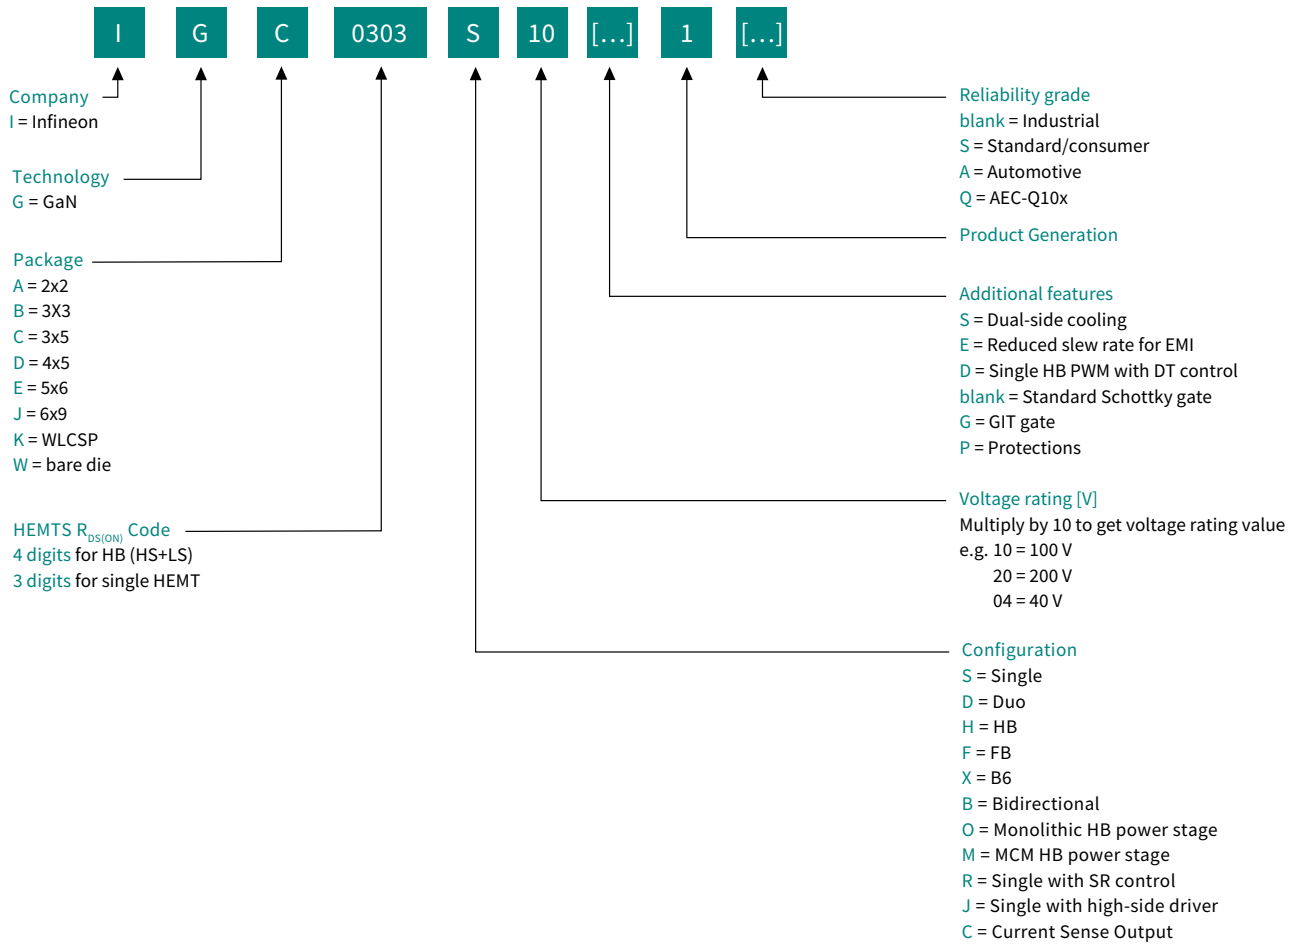 I G C 0303 S 10 [...] 1 [...]
Company
I = Infineon
Technology
G = GaN
Package
A = 2x2
B = 3X3
C = 3x5
D = 4x5
E = 5x6
J = 6x9
K = WLCSP
W = bare die
HEMTS RDS(ON) Code
4 digits for HB (HS+LS)
3 digits for single HEMT
Reliability grade
blank = Industrial
S = Standard/consumer
A = Automotive
Q = AEC-Q10x
Product Generation
Additional features
S = Dual-side cooling
E = Reduced slew rate for EMI
D = Single HB PWM with DT control
blank = Standard Schottky gate
G = GIT gate
P = Protections
Voltage rating [V]
Multiply by 10 to get voltage rating value
e.g. 10 = 100 V
20 = 200 V
04 = 40 V
Configuration
S = Single
D = Duo
H = HB
F = FB
X = B6
B = Bidirectional
O = Monolithic HB power stage
M = MCM HB power stage
R = Single with SR control
J = Single with high-side driver
C = Current Sense Output